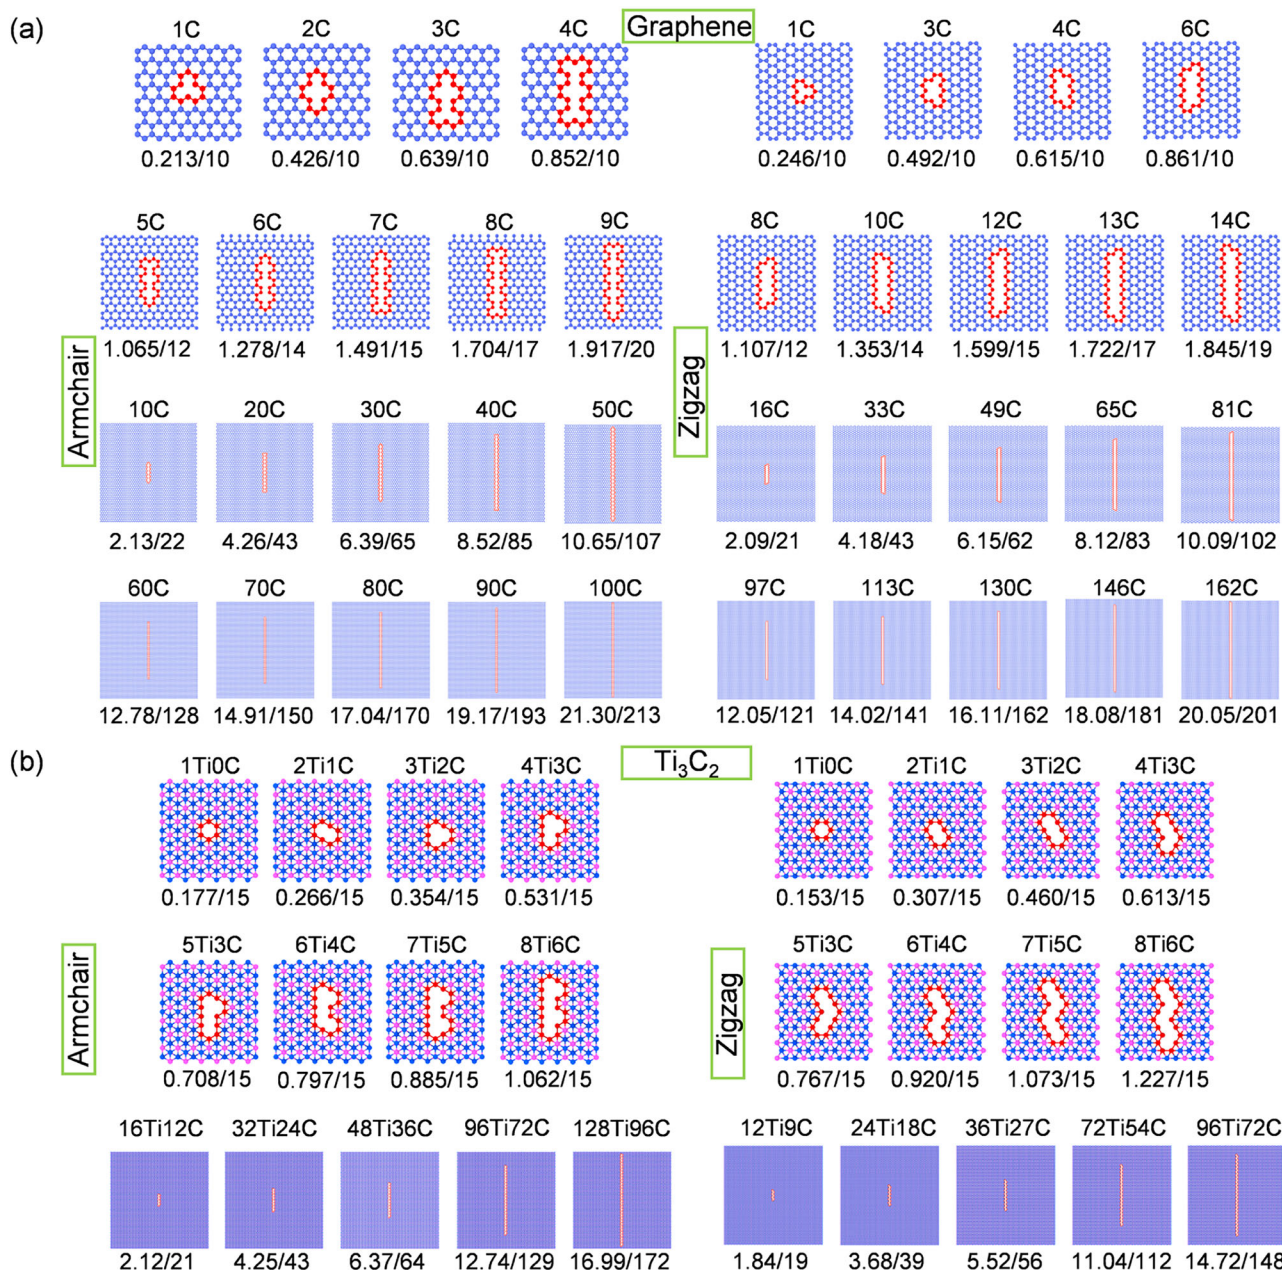 (a)
Graphene
1C 2C 3C 4C 1C 3C 4C 6C
0.213/10 0.426/10 0.639/10 0.852/10 0.246/10 0.492/10 0.615/10 0.861/10
5C 6C 7C 8C 9C 8C 10C 12C 13C 14C
1.065/12 1.278/14 1.491/15 1.704/17 1.917/20 1.107/12 1.353/14 1.599/15 1.722/17 1.845/19
Armchair
Zigzag
10C 20C 30C 40C 50C 16C 33C 49C 65C 81C
2.13/22 4.26/43 6.39/65 8.52/85 10.65/107 2.09/21 4.18/43 6.15/62 8.12/83 10.09/102
60C 70C 80C 90C 100C 97C 113C 130C 146C 162C
12.78/128 14.91/150 17.04/170 19.17/193 21.30/213 12.05/121 14.02/141 16.11/162 18.08/181 20.05/201
(b)
Ti₃C₂
1Ti0C 2Ti1C 3Ti2C 4Ti3C 1Ti0C 2Ti1C 3Ti2C 4Ti3C
0.177/15 0.266/15 0.354/15 0.531/15 0.153/15 0.307/15 0.460/15 0.613/15
Armchair
Zigzag
5Ti3C 6Ti4C 7Ti5C 8Ti6C 5Ti3C 6Ti4C 7Ti5C 8Ti6C
0.708/15 0.797/15 0.885/15 1.062/15 0.767/15 0.920/15 1.073/15 1.227/15
16Ti12C 32Ti24C 48Ti36C 96Ti72C 128Ti96C 12Ti9C 24Ti18C 36Ti27C 72Ti54C 96Ti72C
2.12/21 4.25/43 6.37/64 12.74/129 16.99/172 1.84/19 3.68/39 5.52/56 11.04/112 14.72/148